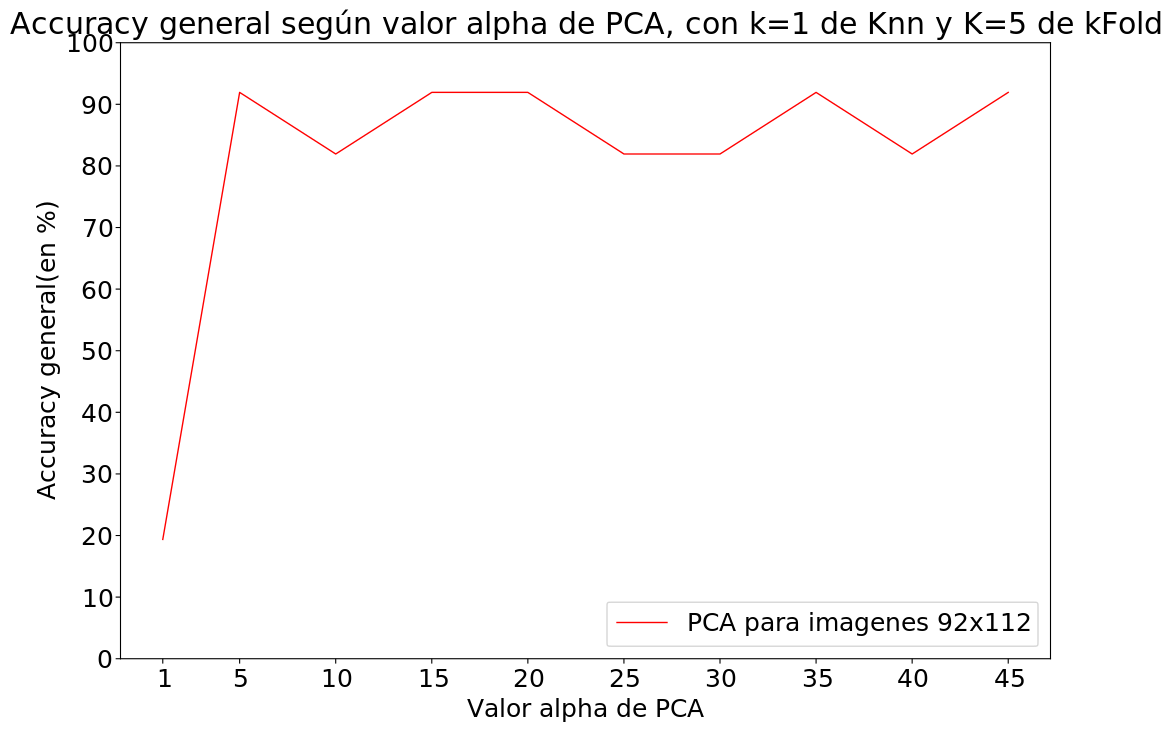 Accuracy general según valor alpha de PCA, con k=1 de Knn y K=5 de kFold
Accuracy general(en %)
100
90
80
70
60
50
40
30
20
10
0
PCA para imagenes 92x112
1 5 10 15 20 25 30 35 40 45
Valor alpha de PCA